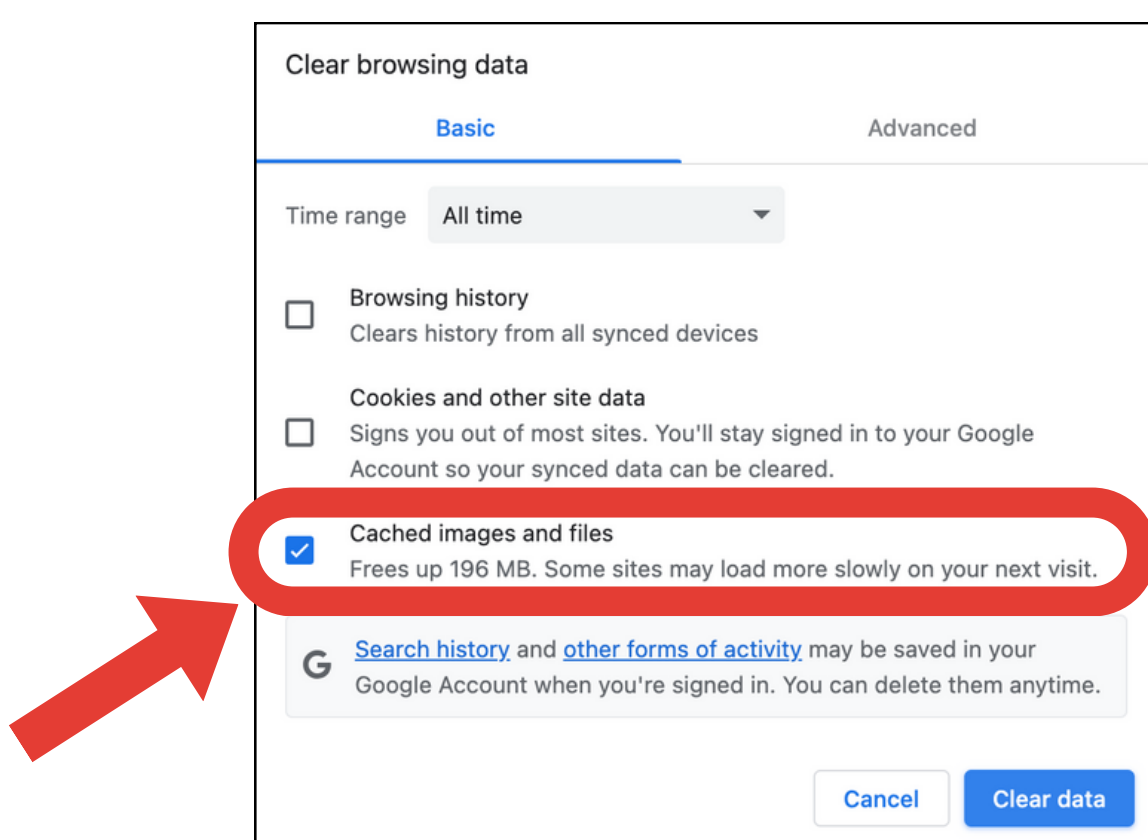 Clear browsing data
Basic Advanced
Time range All time
Browsing history
Clears history from all synced devices
Cookies and other site data
Signs you out of most sites. You'll stay signed in to your Google
Account so your synced data can be cleared.
Cached images and files
Frees up 196 MB. Some sites may load more slowly on your next visit.
G Search history and other forms of activity may be saved in your
Google Account when you're signed in. You can delete them anytime.
Cancel Clear data